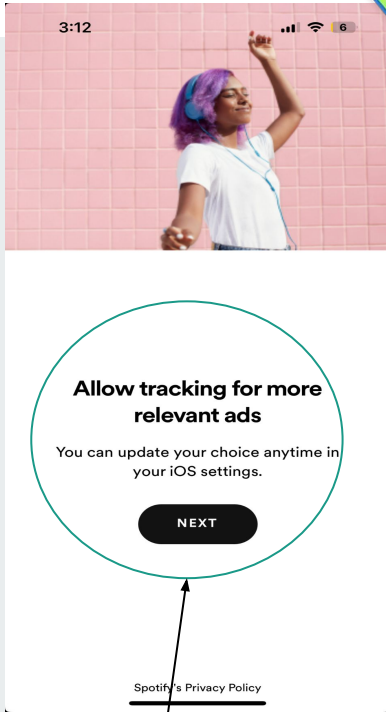 3:12
6
Allow tracking for more
relevant ads
You can update your choice anytime in
your iOS settings.
NEXT
Spotify's Privacy Policy